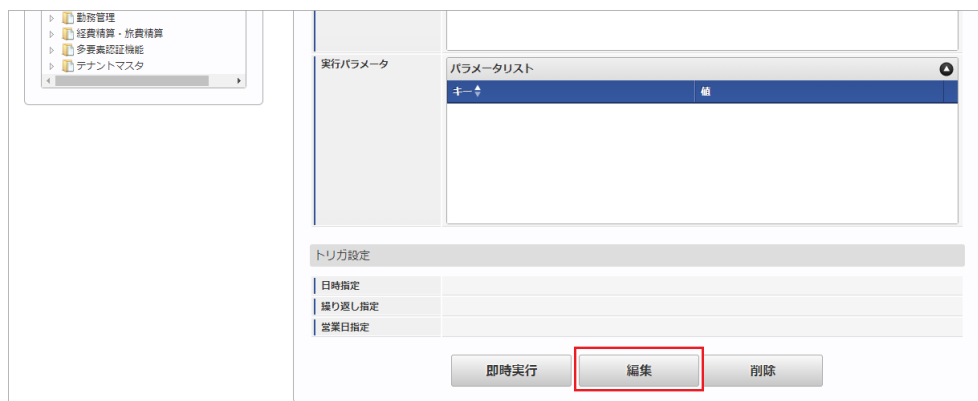 勤務管理
経費精算・旅費精算
多要素認証機能
テナントマスタ
実行パラメータ
パラメータリスト
キー
値
トリガ設定
日時指定
繰り返し指定
営業日指定
即時実行
編集
削除